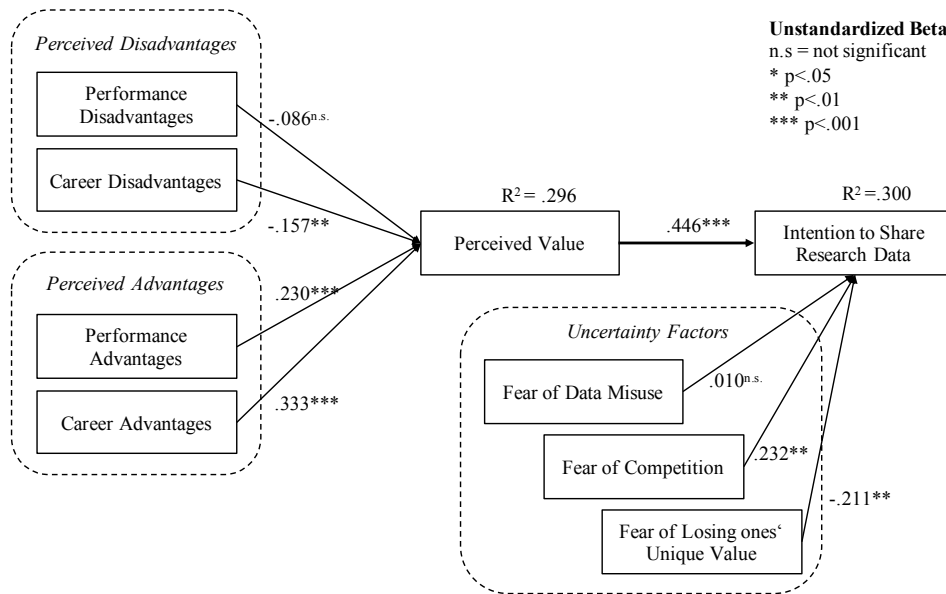 Perceived Disadvantages
Performance
Disadvantages
Career Disadvantages
-.086n.s.
-.157**
Perceived Advantages
Performance
Advantages
Career Advantages
.230***
.333***
R2 = .296
Perceived Value
.446***
Unstandardized Beta
n.s = not significant
* p<.05
** p<.01
*** p<.001
R2 =.300
Intention to Share
Research Data
Uncertainty Factors
Fear of Data Misuse
.010n.s.
Fear of Competition
.232**
Fear of Losing ones‘
Unique Value
-.211**